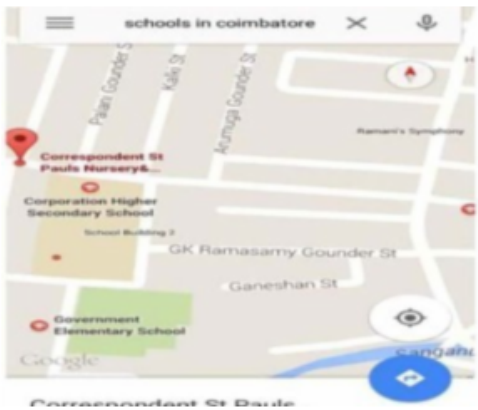 schools in coimbatore
Palani Gounder S
Kalki St
Arumuga Gounder St
Ramani's Symphony
Correspondent St
Pauls Nursery&...
Corporation Higher
Secondary School
School Building 2
GK Ramasamy Gounder St
Ganeshan St
Government
Elementary School
Google
Sangan
Correspondent St Pauls